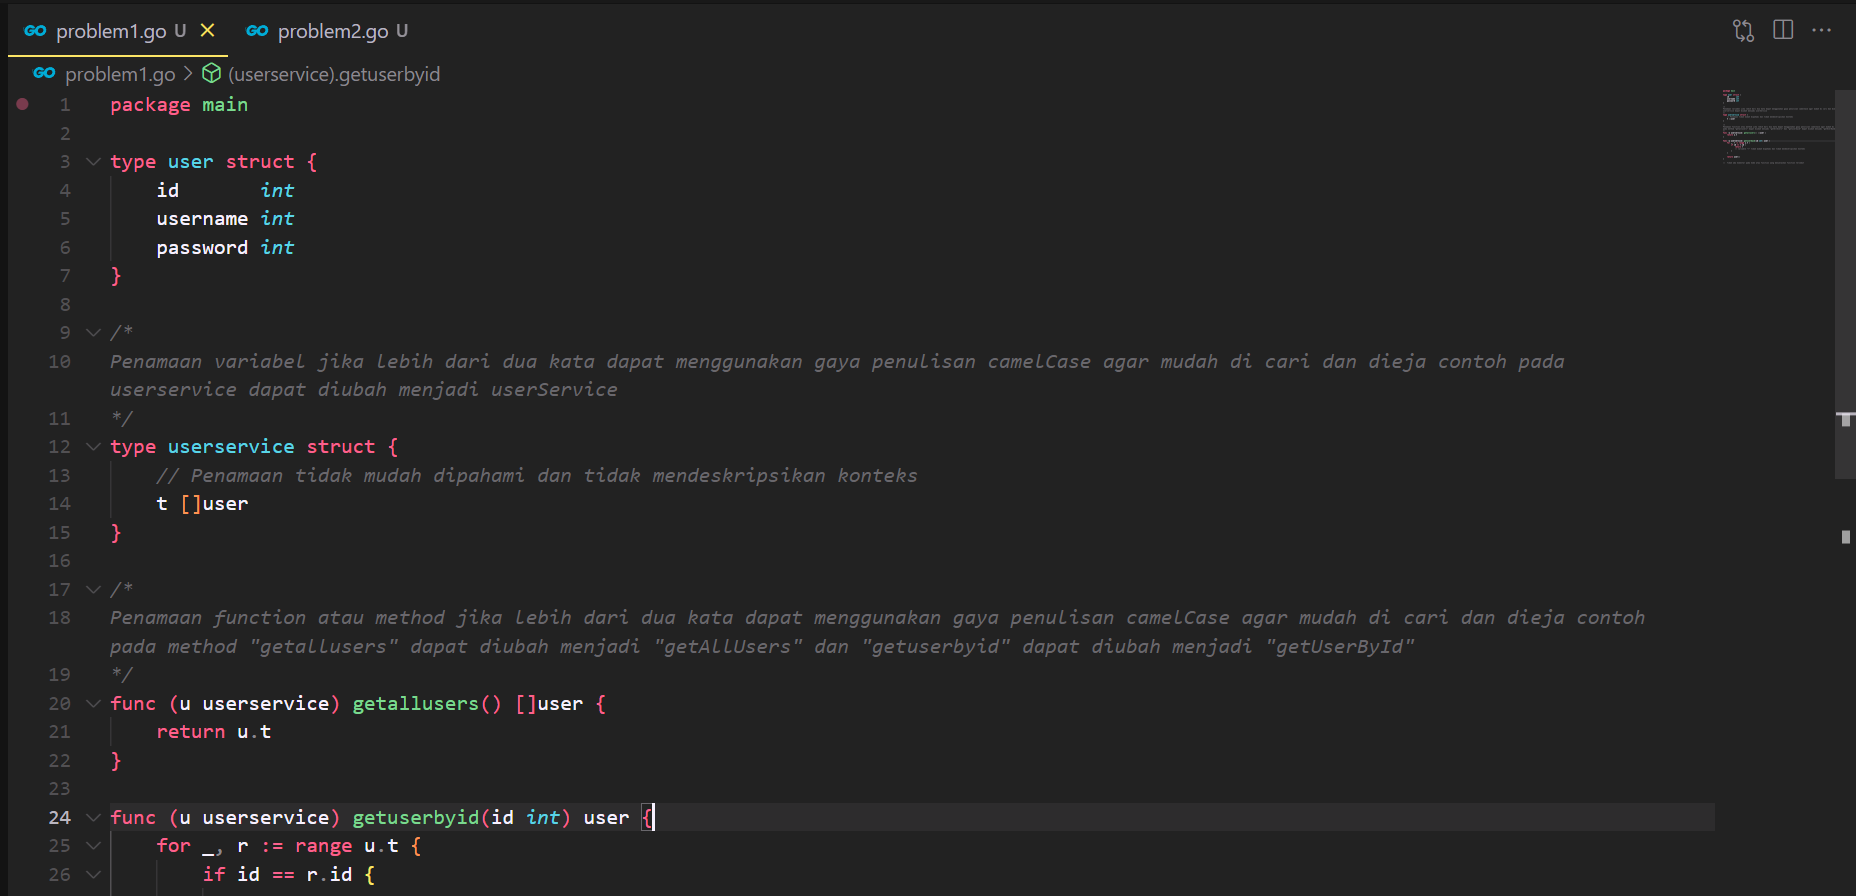 GO problem1.go U × GO problem2.go U
GO problem1.go > (userservice).getuserbyid
1 package main
2
3 type user struct {
4 id int
5 username int
6 password int
7 }
8
9 /*
10 Penamaan variabel jika lebih dari dua kata dapat menggunakan gaya penulisan camelCase agar mudah di cari dan dieja contoh pada
userservice dapat diubah menjadi userService
11 */
12 type userservice struct {
13 // Penamaan tidak mudah dipahami dan tidak mendeskripsikan konteks
14 t []user
15 }
16
17 /*
18 Penamaan function atau method jika lebih dari dua kata dapat menggunakan gaya penulisan camelCase agar mudah di cari dan dieja contoh
pada method "getallusers" dapat diubah menjadi "getAllUsers" dan "getuserbyid" dapat diubah menjadi "getUserById"
19 */
20 func (u userservice) getallusers() []user {
21 return u.t
22 }
23
24 func (u userservice) getuserbyid(id int) user {
25 for _, r := range u.t {
26 if id == r.id {